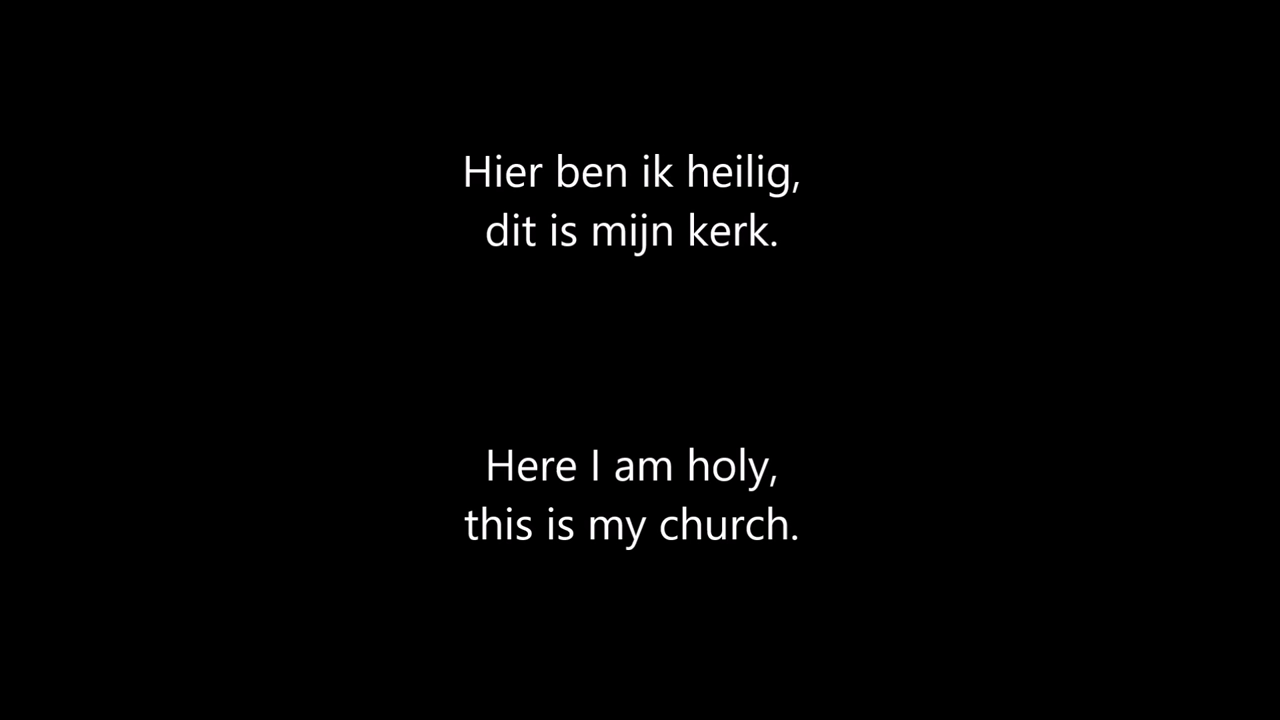 Hier ben ik heilig,
dit is mijn kerk.
Here I am holy,
this is my church.